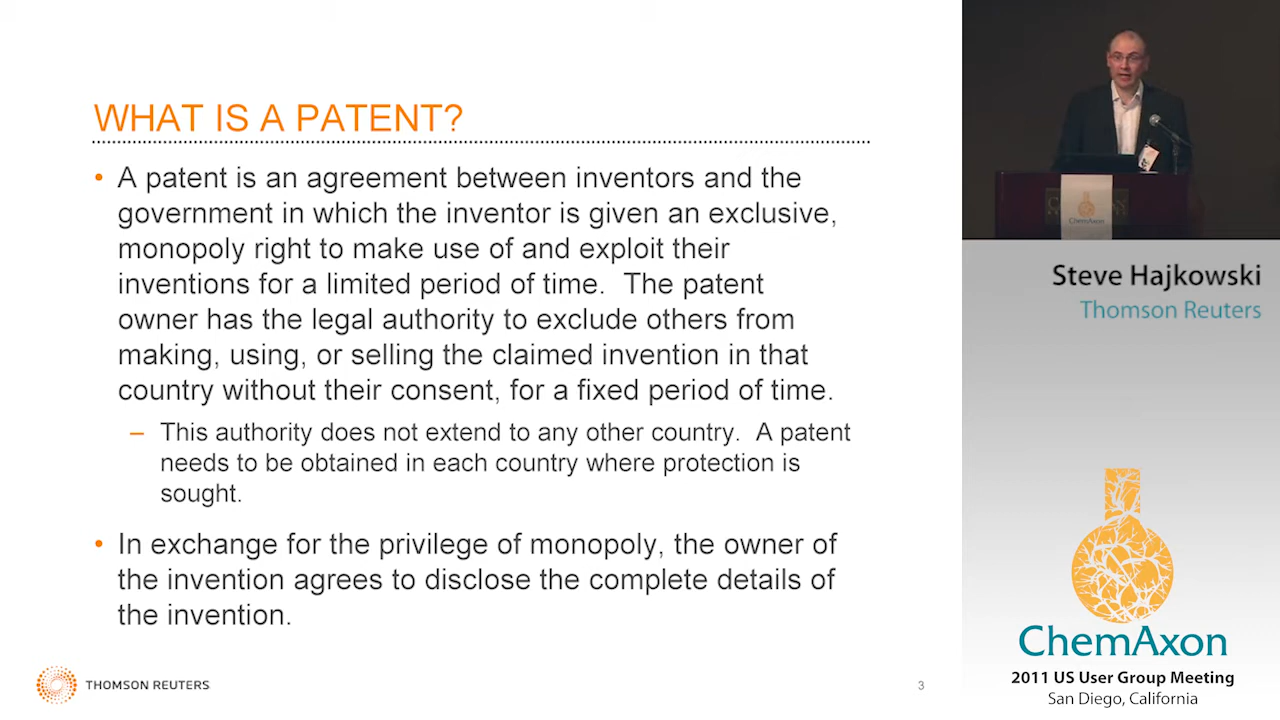 WHAT IS A PATENT?
• A patent is an agreement between inventors and the
government in which the inventor is given an exclusive,
monopoly right to make use of and exploit their
inventions for a limited period of time. The patent
owner has the legal authority to exclude others from
making, using, or selling the claimed invention in that
country without their consent, for a fixed period of time.
– This authority does not extend to any other country. A patent
needs to be obtained in each country where protection is
sought.
• In exchange for the privilege of monopoly, the owner of
the invention agrees to disclose the complete details of
the invention.
THOMSON REUTERS
3
ChemAxon
Steve Hajkowski
Thomson Reuters
ChemAxon
2011 US User Group Meeting
San Diego, California